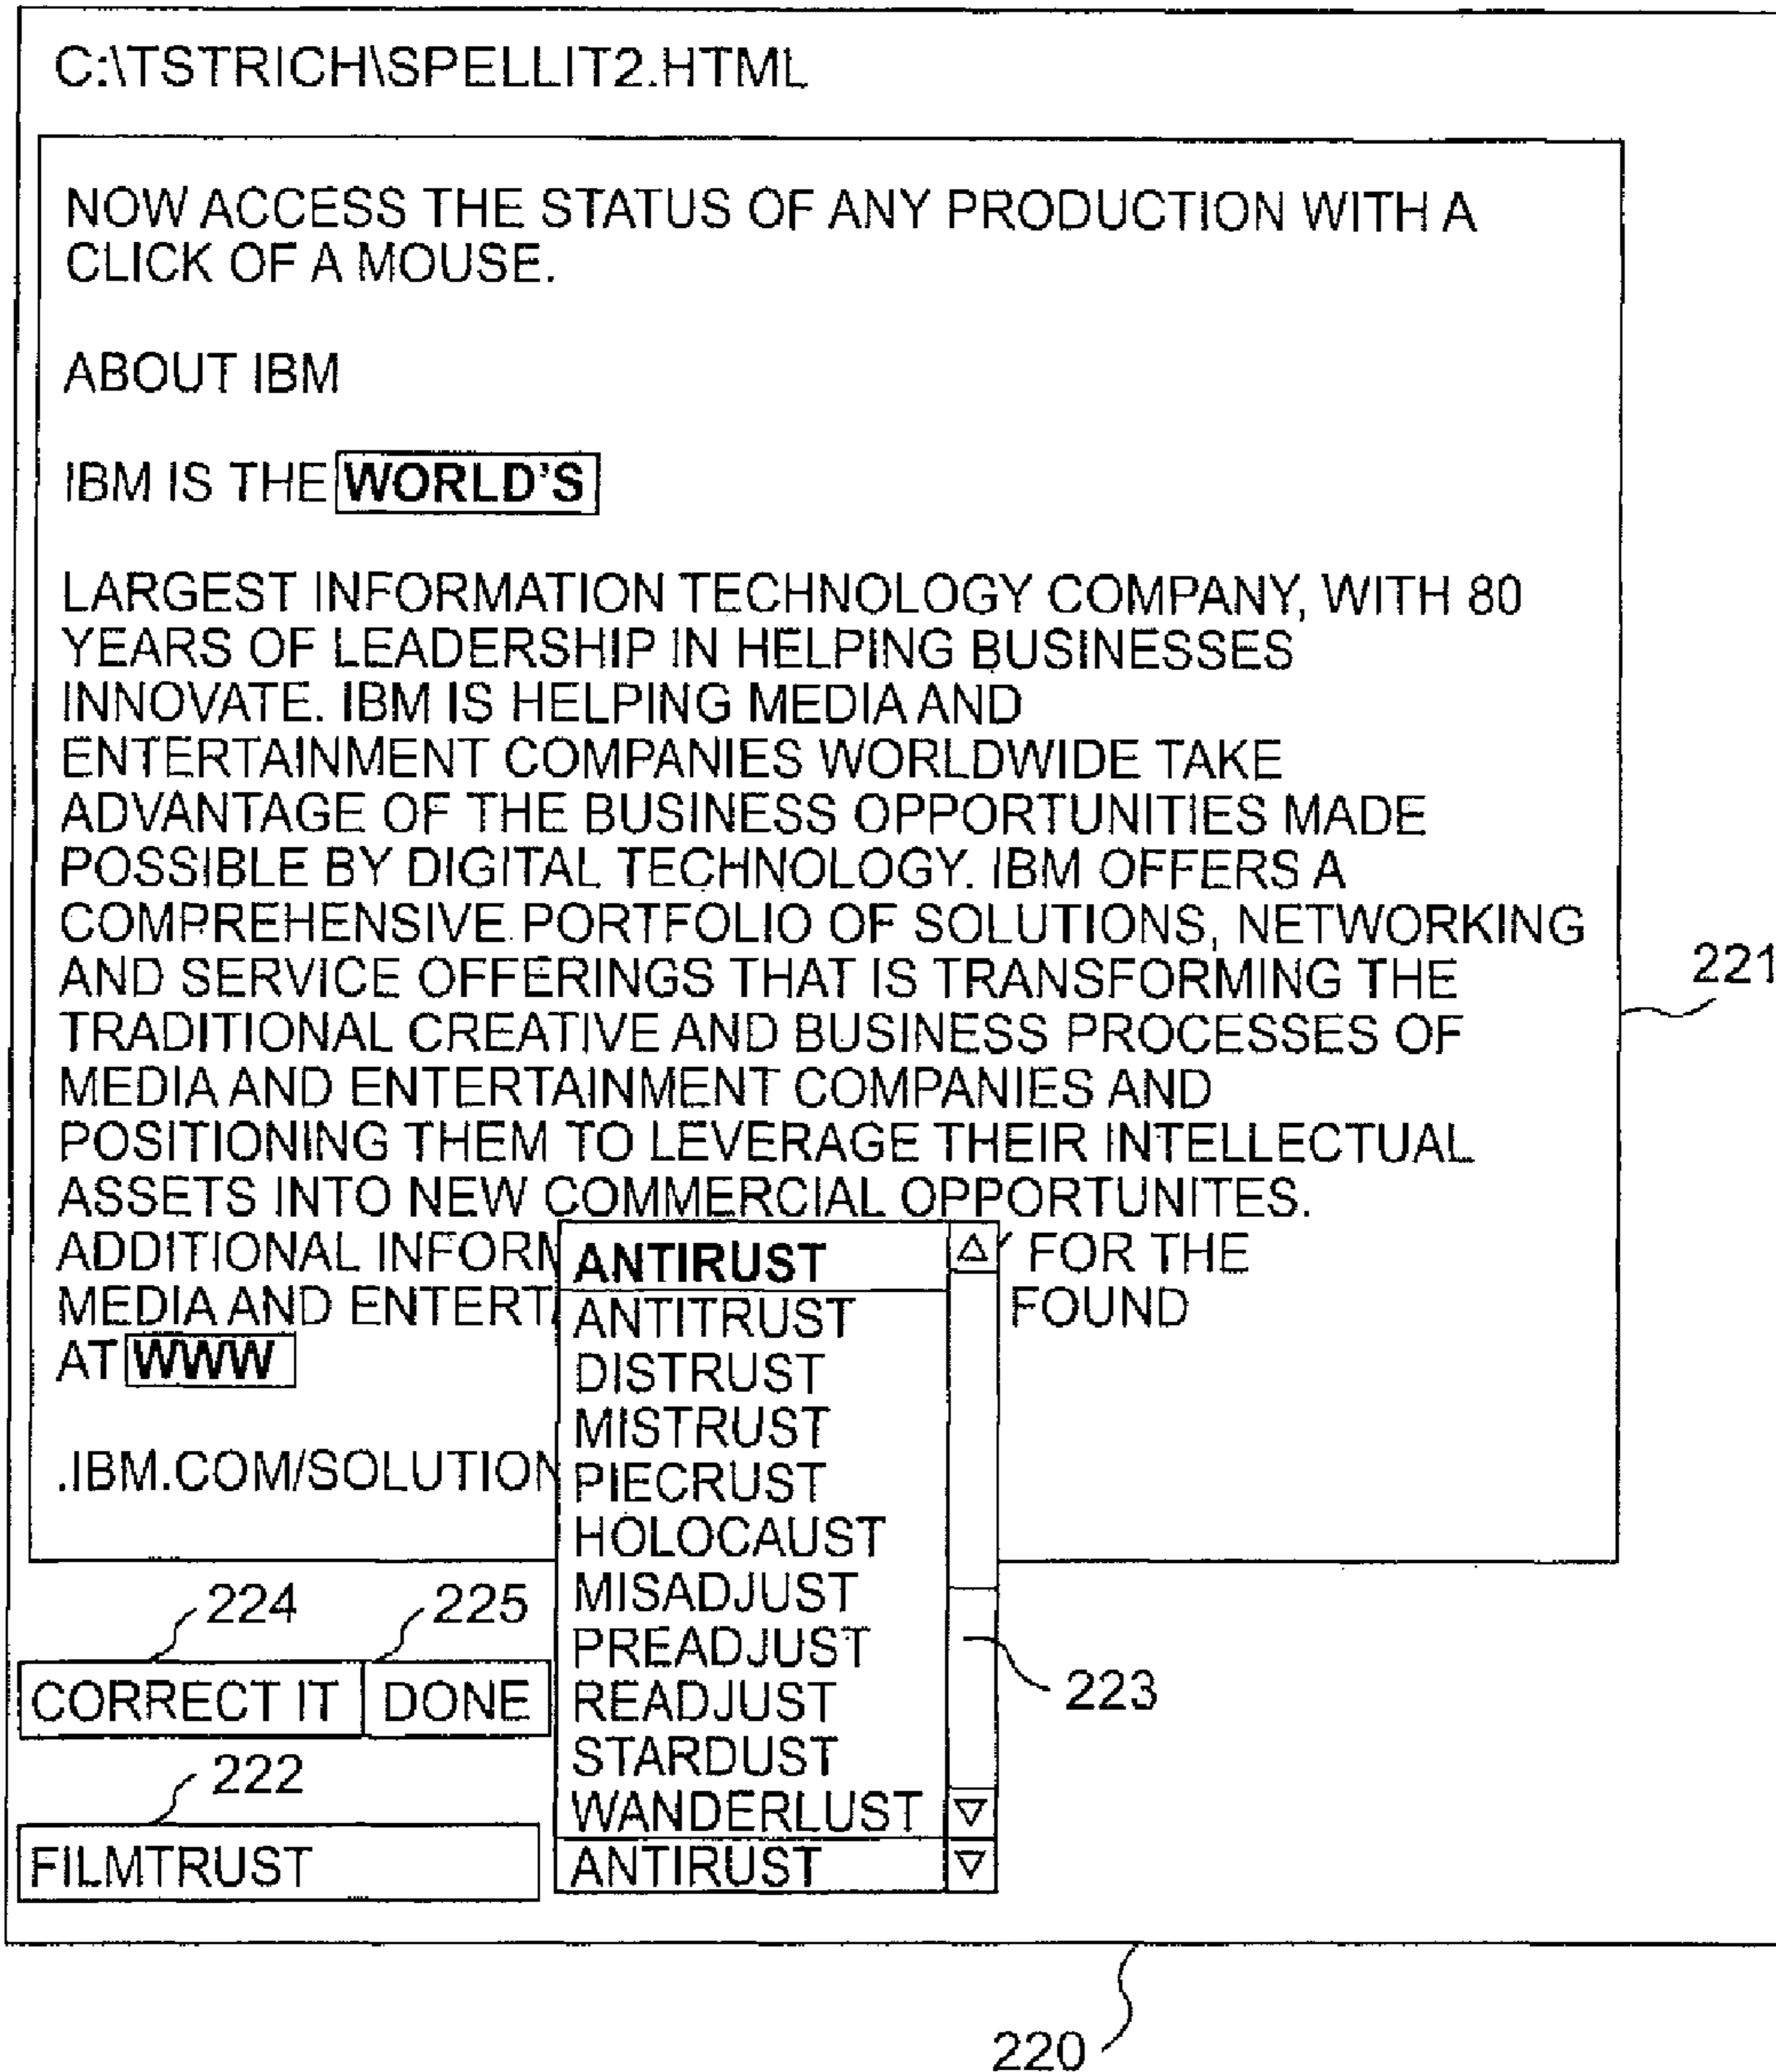 C:\TSTRICH\SPELLIT2.HTML
NOW ACCESS THE STATUS OF ANY PRODUCTION WITH A
CLICK OF A MOUSE.
ABOUT IBM
IBM IS THE WORLD'S
LARGEST INFORMATION TECHNOLOGY COMPANY, WITH 80
YEARS OF LEADERSHIP IN HELPING BUSINESSES
INNOVATE. IBM IS HELPING MEDIA AND
ENTERTAINMENT COMPANIES WORLDWIDE TAKE
ADVANTAGE OF THE BUSINESS OPPORTUNITIES MADE
POSSIBLE BY DIGITAL TECHNOLOGY. IBM OFFERS A
COMPREHENSIVE PORTFOLIO OF SOLUTIONS, NETWORKING
AND SERVICE OFFERINGS THAT IS TRANSFORMING THE
TRADITIONAL CREATIVE AND BUSINESS PROCESSES OF
MEDIA AND ENTERTAINMENT COMPANIES AND
POSITIONING THEM TO LEVERAGE THEIR INTELLECTUAL
ASSETS INTO NEW COMMERCIAL OPPORTUNITES.
ADDITIONAL INFORM FOR THE
MEDIA AND ENTERTA FOUND
AT WWW
.IBM.COM/SOLUTION
221
ANTIRUST
ANTITRUST
DISTRUST
MISTRUST
PIECRUST
HOLOCAUST
MISADJUST
PREADJUST
READJUST
STARDUST
WANDERLUST
ANTIRUST
223
224
225
CORRECT IT DONE
222
FILMTRUST
220